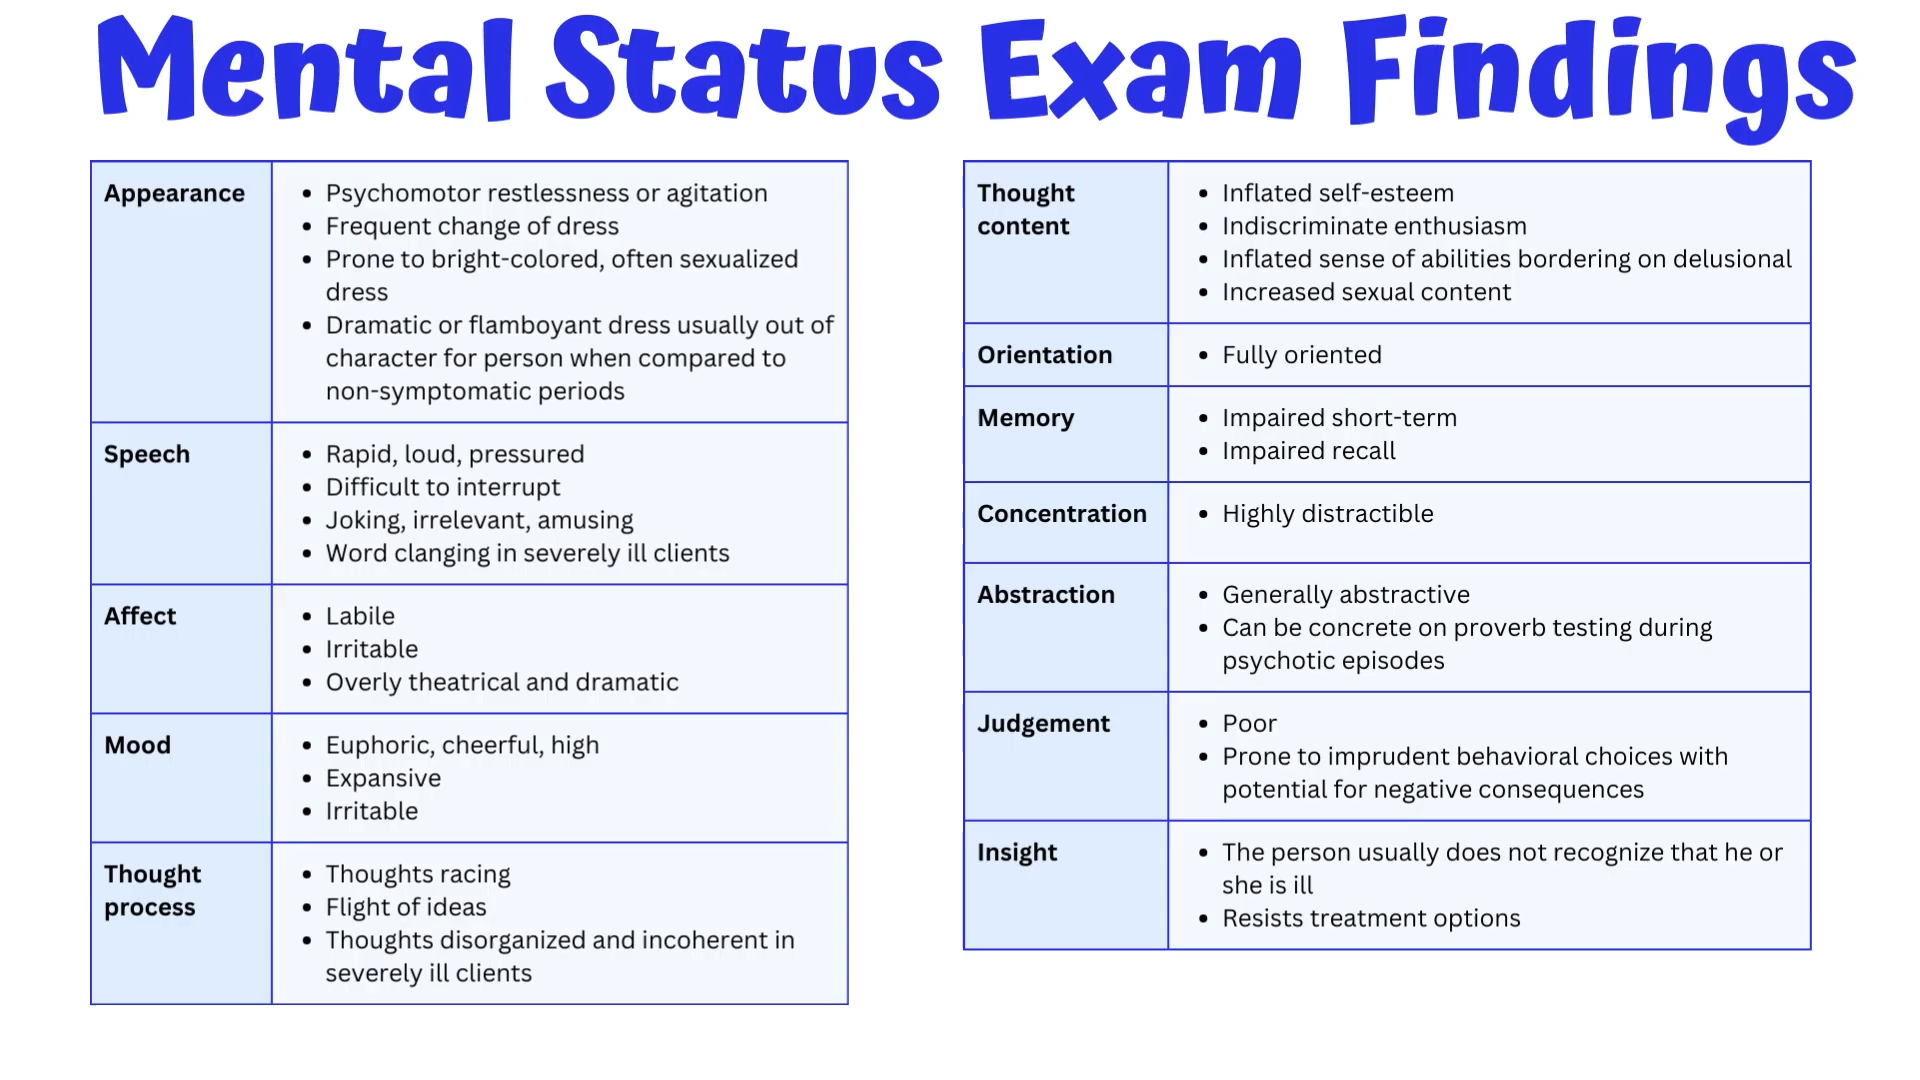 Mental Status Exam Findings
Appearance
• Psychomotor restlessness or agitation
• Frequent change of dress
• Prone to bright-colored, often sexualized
dress
• Dramatic or flamboyant dress usually out of
character for person when compared to
non-symptomatic periods
Speech
• Rapid, loud, pressured
• Difficult to interrupt
• Joking, irrelevant, amusing
• Word clanging in severely ill clients
Affect
• Labile
• Irritable
• Overly theatrical and dramatic
Mood
• Euphoric, cheerful, high
• Expansive
• Irritable
Thought
process
• Thoughts racing
• Flight of ideas
• Thoughts disorganized and incoherent in
severely ill clients
Thought
content
• Inflated self-esteem
• Indiscriminate enthusiasm
• Inflated sense of abilities bordering on delusional
• Increased sexual content
Orientation
• Fully oriented
Memory
• Impaired short-term
• Impaired recall
Concentration
• Highly distractible
Abstraction
• Generally abstractive
• Can be concrete on proverb testing during
psychotic episodes
Judgement
• Poor
• Prone to imprudent behavioral choices with
potential for negative consequences
Insight
• The person usually does not recognize that he or
she is ill
• Resists treatment options